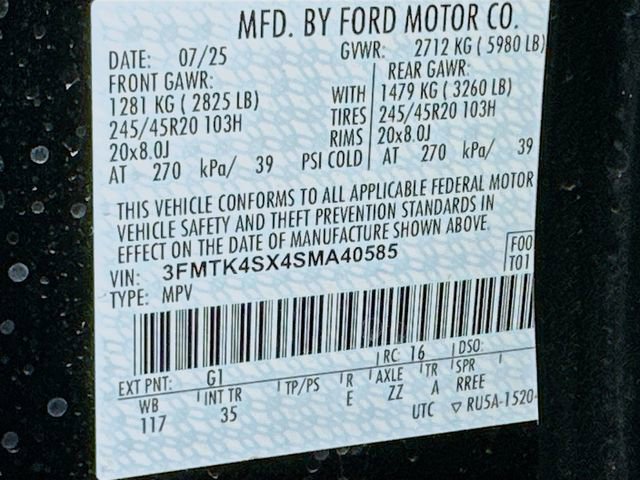 MFD. BY FORD MOTOR CO.
DATE: 07/25 GVWR: 2712 KG ( 5980 LB)
FRONT GAWR: REAR GAWR:
1281 KG ( 2825 LB) WITH 1479 KG ( 3260 LB)
245/45R20 103H TIRES 245/45R20 103H
20x8.0J RIMS 20x8.0J
AT 270 kPa/ 39 PSI COLD AT 270 kPa/ 39
THIS VEHICLE CONFORMS TO ALL APPLICABLE FEDERAL MOTOR
VEHICLE SAFETY AND THEFT PREVENTION STANDARDS IN
EFFECT ON THE DATE OF MANUFACTURE SHOWN ABOVE.
VIN: 3FMTK4SX4SMA40585 F00
TYPE: MPV T01
EXT PNT: G1 RC: 16 DSO:
WB INT TR TP/PS R AXLE TR SPR
117 35 E ZZ A RREE
UTC ▽ RU5A-1520